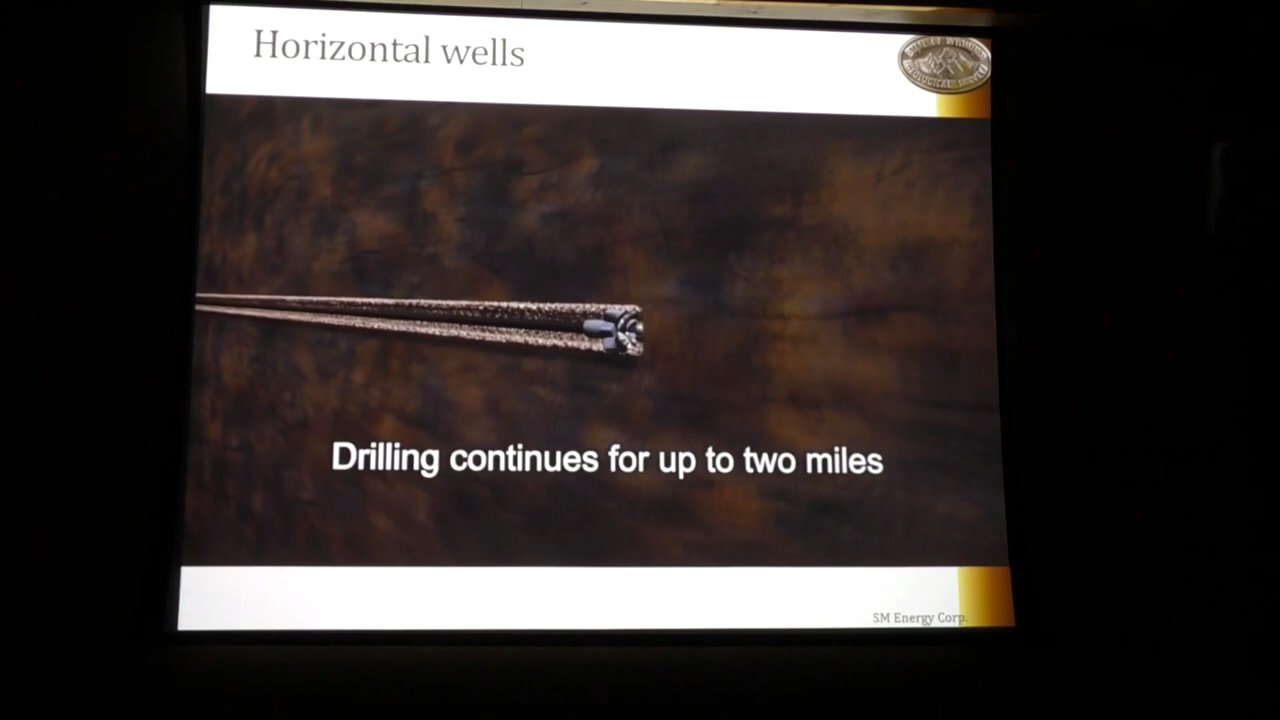 Horizontal wells
Drilling continues for up to two miles
SM Energy Corp.